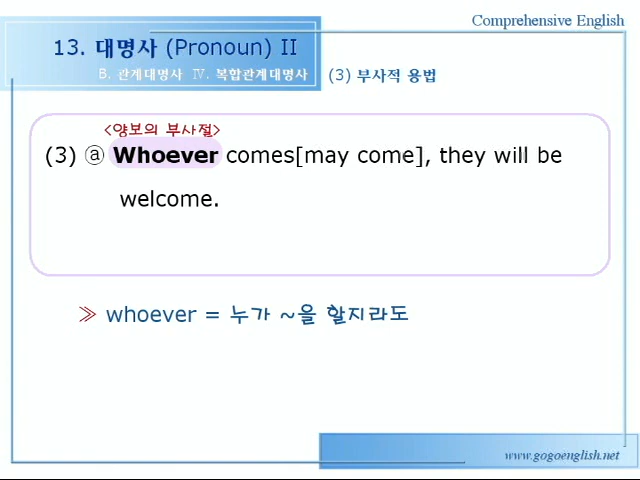 Comprehensive English
13. 대명사 (Pronoun) II
B. 관계대명사 Ⅳ. 복합관계대명사
(3) 부사적 용법
<양보의 부사절>
(3) ⓐ Whoever comes[may come], they will be
welcome.
≫ whoever = 누가 ~을 할지라도
www.gogoenglish.net